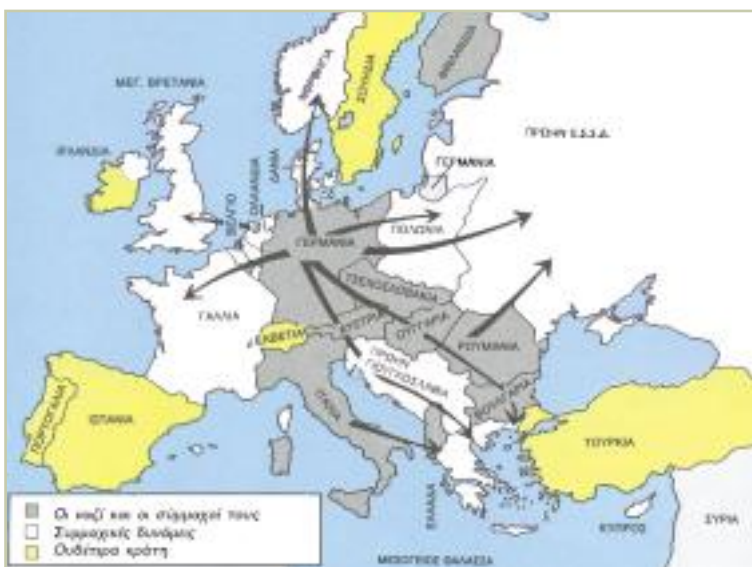 ΝΟΡΒΗΓΙΑ
ΣΟΥΗΔΙΑ
ΦΙΝΛΑΝΔΙΑ
ΜΕΓ. ΒΡΕΤΑΝΙΑ
ΠΡΩΗΝ Ε.Σ.Σ.Δ.
ΙΡΛΑΝΔΙΑ
ΔΑΝΙΑ
ΓΕΡΜΑΝΙΑ
ΟΛΛΑΝΔΙΑ
ΒΕΛΓΙΟ
ΠΟΛΩΝΙΑ
ΓΕΡΜΑΝΙΑ
ΤΣΕΧΟΣΛΟΒΑΚΙΑ
ΓΑΛΛΙΑ
ΕΛΒΕΤΙΑ
ΑΥΣΤΡΙΑ
ΟΥΓΓΑΡΙΑ
ΡΟΥΜΑΝΙΑ
ΠΡΩΗΝ
ΓΙΟΥΓΚΟΣΛΑΒΙΑ
ΒΟΥΛΓΑΡΙΑ
ΠΟΡΤΟΓΑΛΙΑ
ΙΣΠΑΝΙΑ
ΙΤΑΛΙΑ
ΤΟΥΡΚΙΑ
ΕΛΛΑΔΑ
ΚΥΠΡΟΣ
ΣΥΡΙΑ
ΜΕΣΟΓΕΙΟΣ ΘΑΛΑΣΣΑ
Οι ναζί και οι σύμμαχοί τους
Συμμαχικές δυνάμεις
Ουδέτερα κράτη